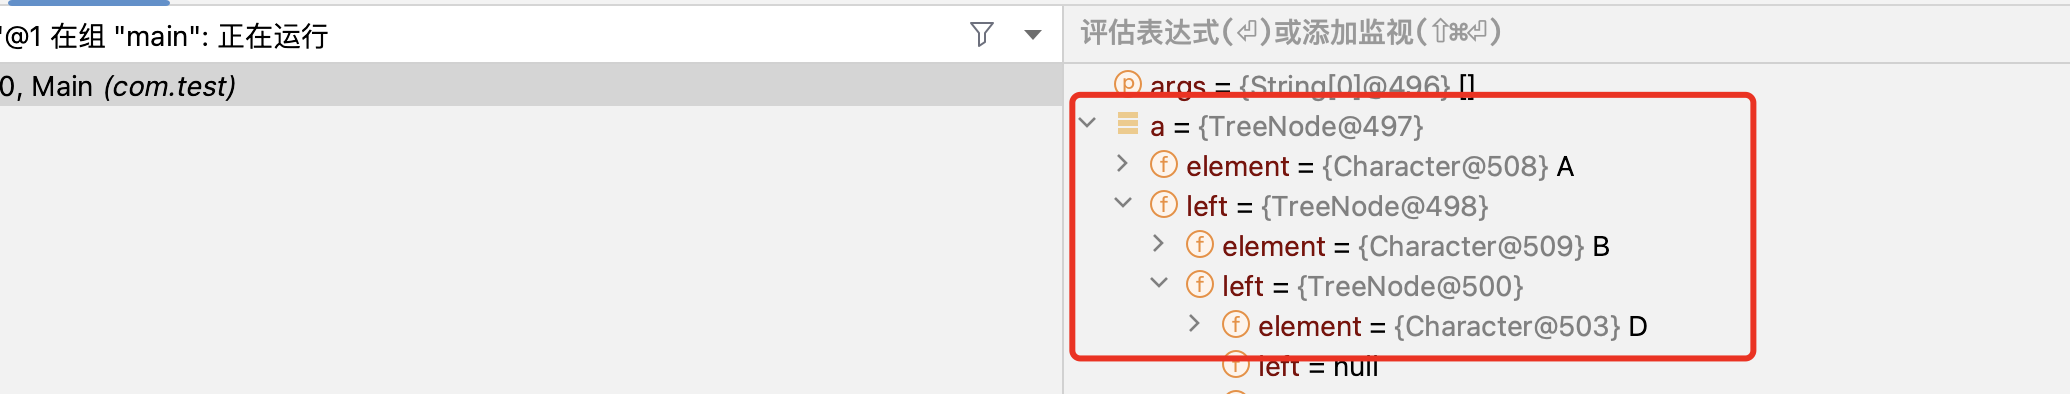 "@1 在组 "main": 正在运行
0, Main (com.test)
评估表达式(⏎)或添加监视(⇧⌘⏎)
p args = {String[0]@496} []
a = {TreeNode@497}
f element = {Character@508} A
f left = {TreeNode@498}
f element = {Character@509} B
f left = {TreeNode@500}
f element = {Character@503} D
f left = null